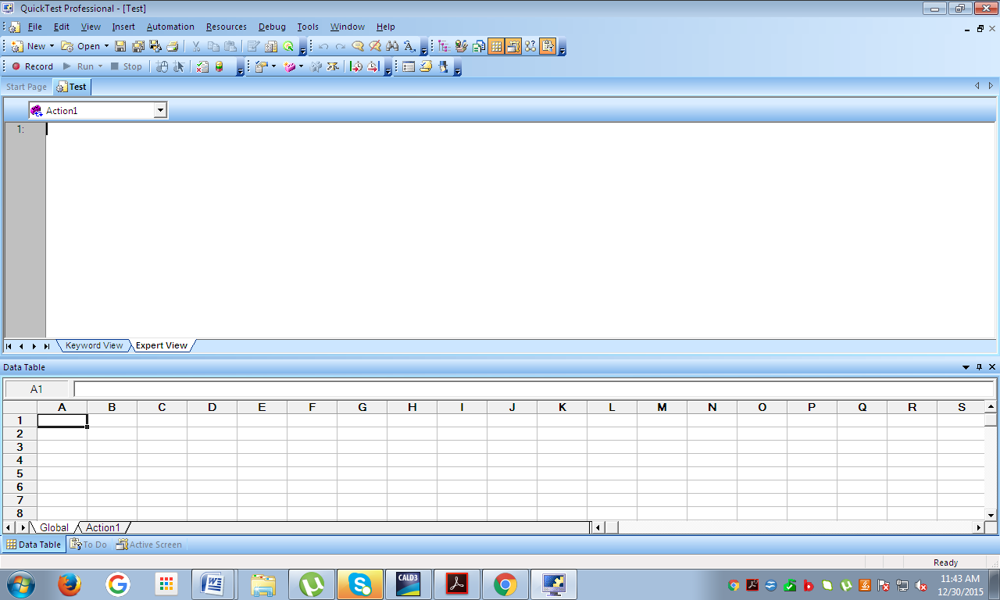 QuickTest Professional - [Test]
File Edit View Insert Automation Resources Debug Tools Window Help
New Open
Record Run Stop
Start Page Test
Action1
1:
Keyword View Expert View
Data Table
A1
A B C D E F G H I J K L M N O P Q R S
1
2
3
4
5
6
7
8
Global Action1
Data Table To Do Active Screen
Ready
CALD3
11:43 AM
12/30/2015